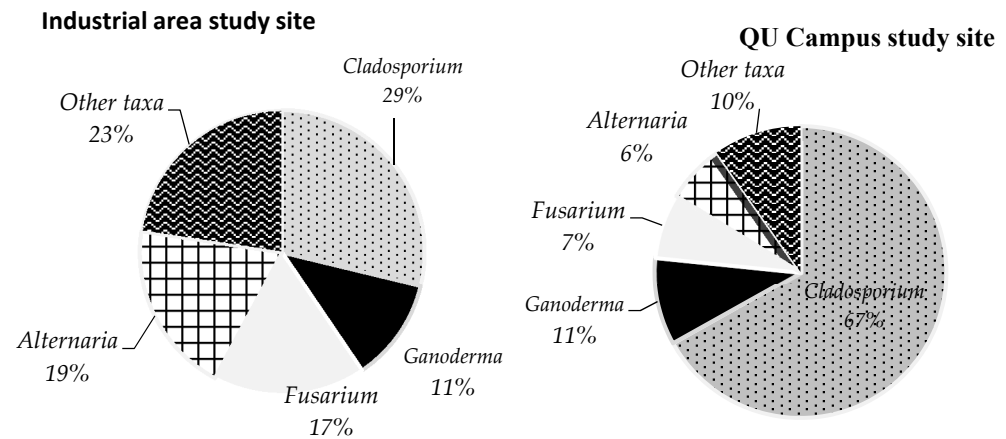 Industrial area study site
Cladosporium
29%
Other taxa
23%
Alternaria
19%
Fusarium
17%
Ganoderma
11%
QU Campus study site
Other taxa
10%
Alternaria
6%
Fusarium
7%
Ganoderma
11%
Cladosporium
67%